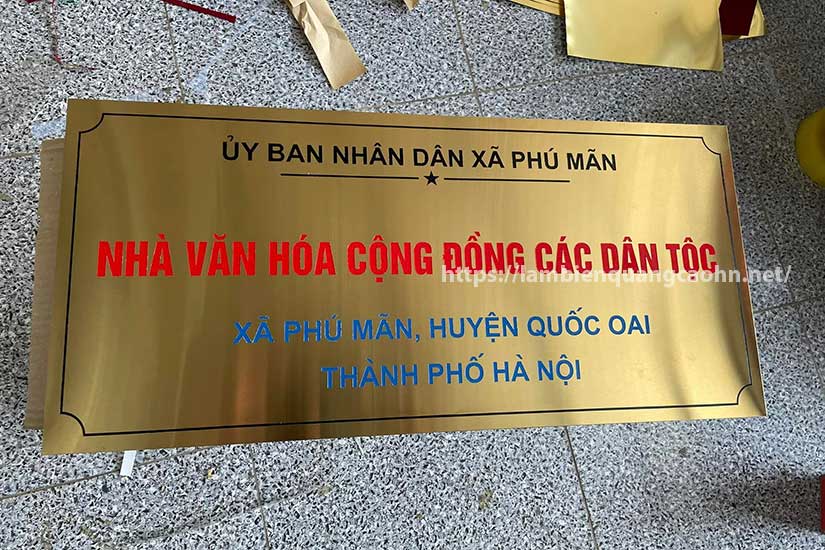 ỦY BAN NHÂN DÂN XÃ PHÚ MÃN
NHÀ VĂN HÓA CỘNG ĐỒNG CÁC DÂN TỘC
https://lambienquangcaohn.net/
XÃ PHÚ MÃN, HUYỆN QUỐC OAI
THÀNH PHỐ HÀ NỘI